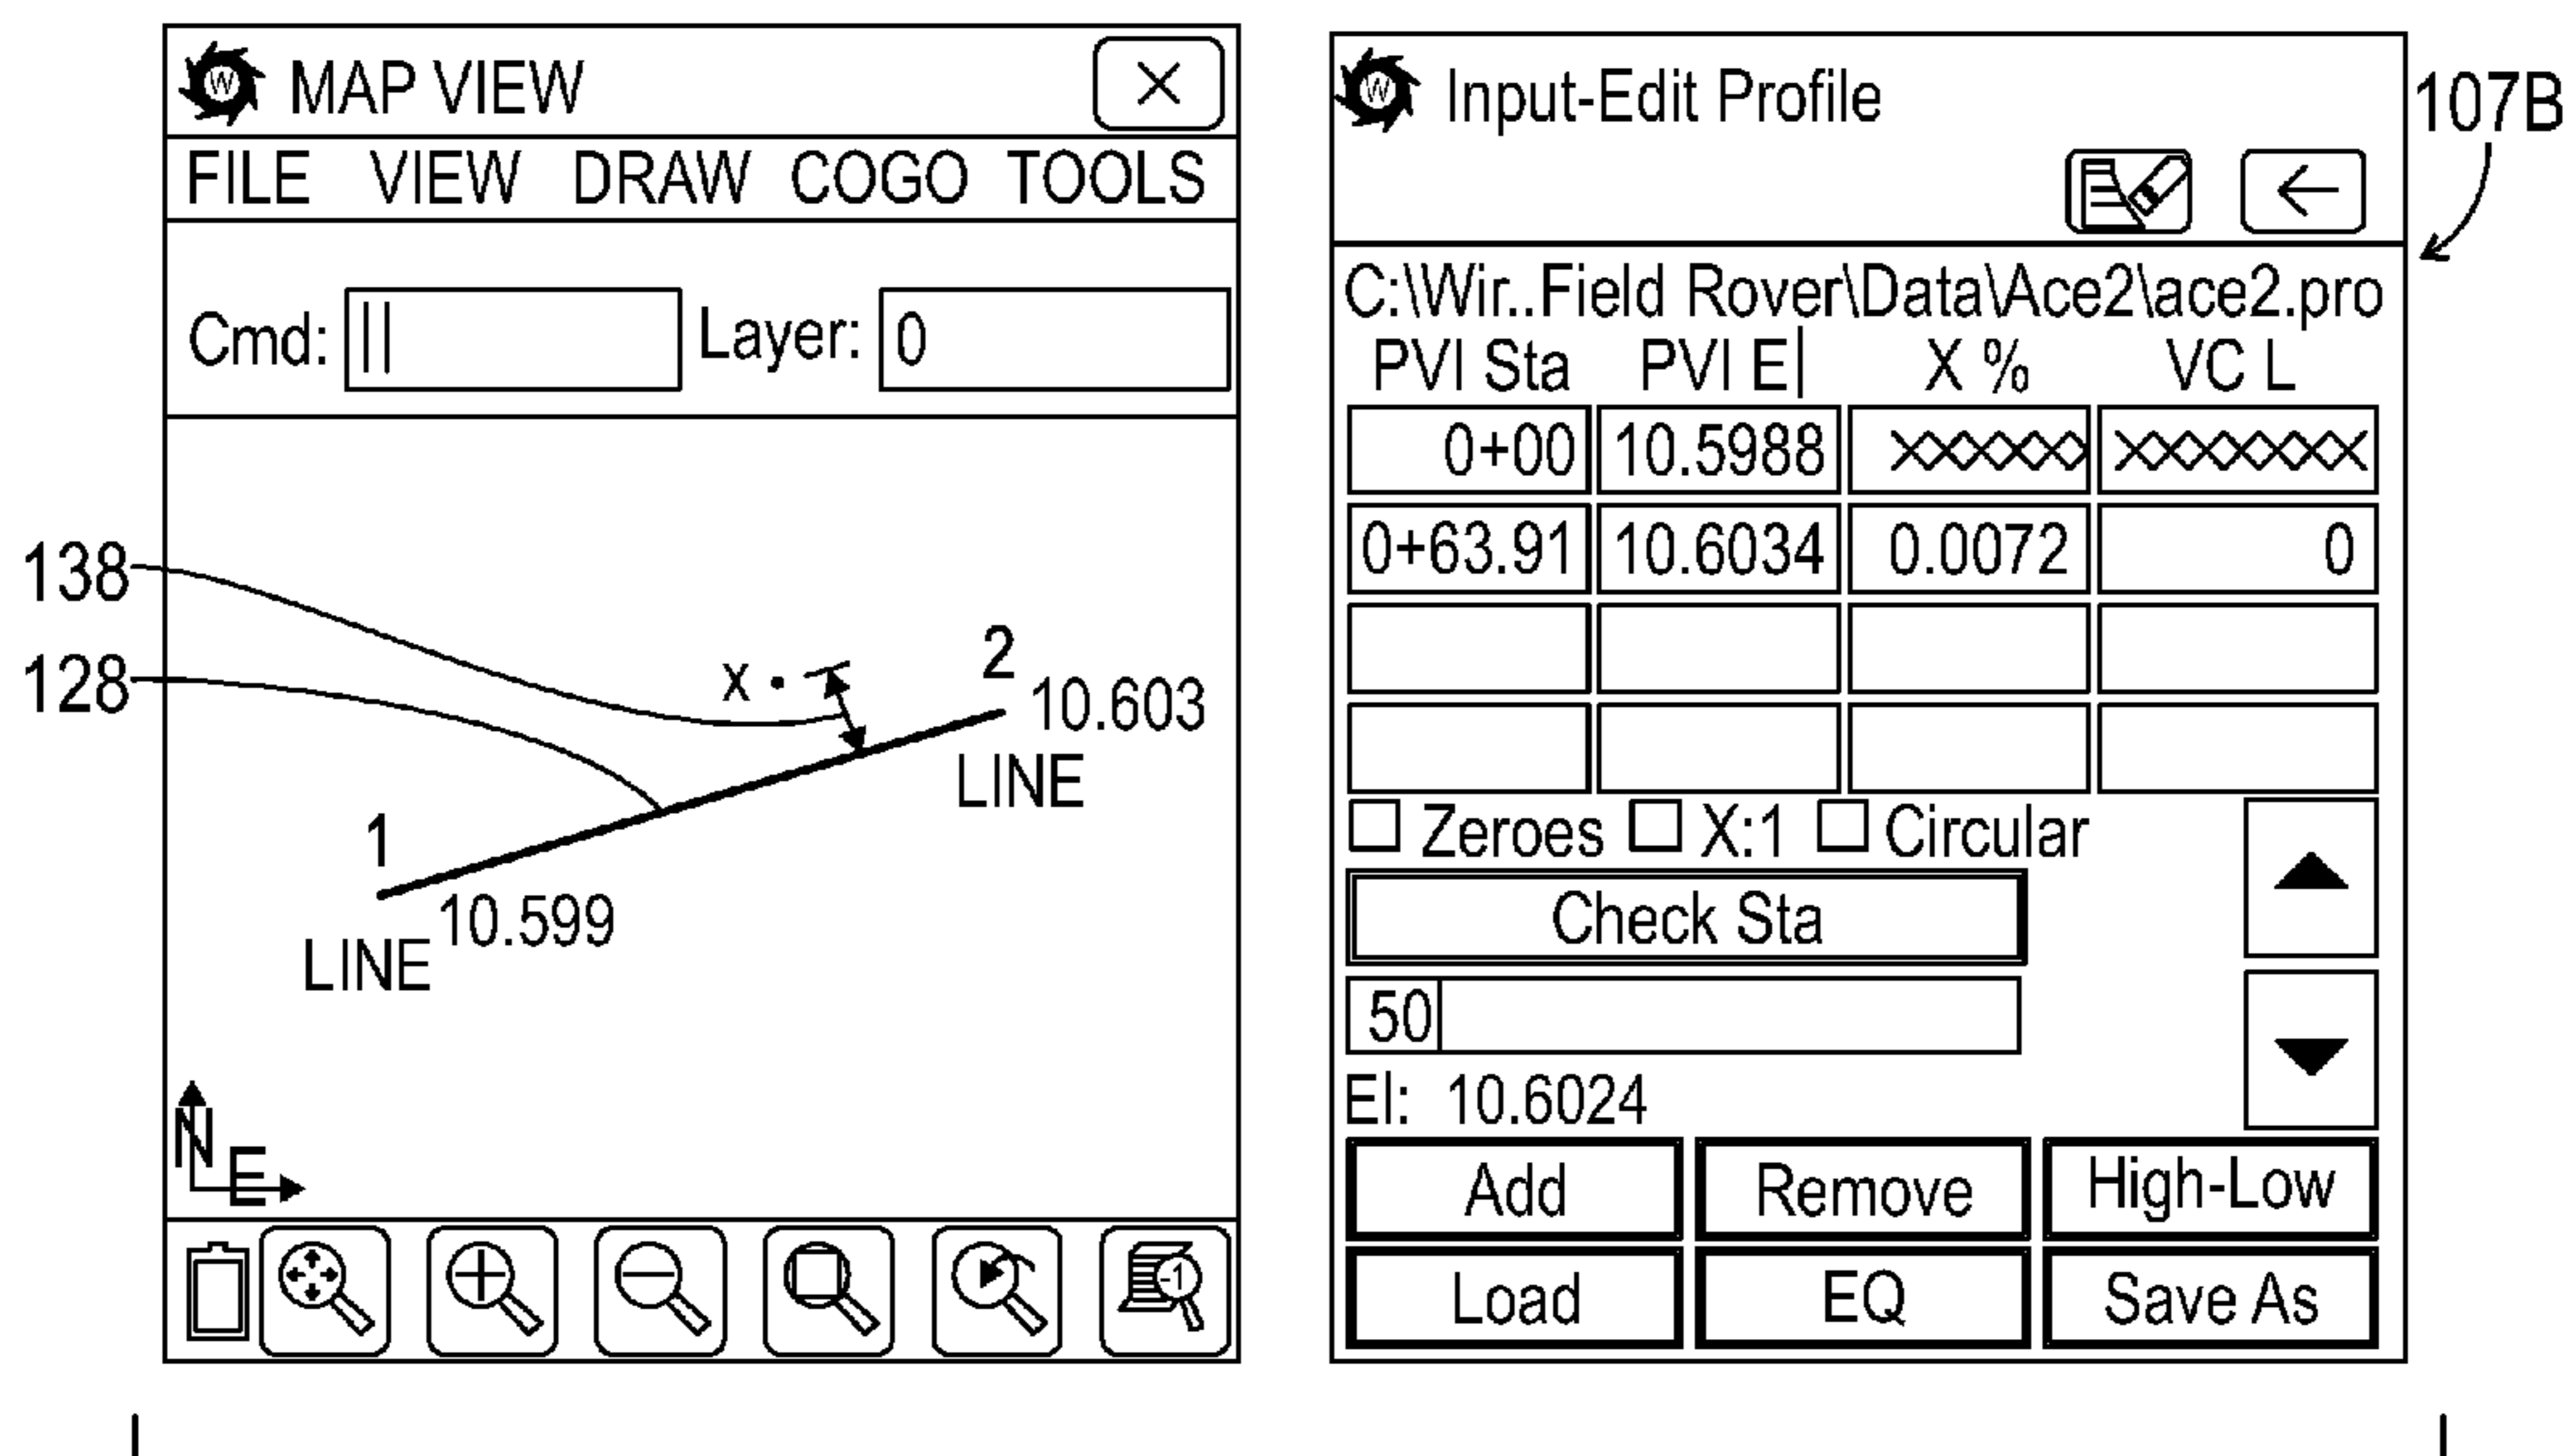 W MAP VIEW
FILE VIEW DRAW COGO TOOLS
Cmd: || Layer: 0
138
128
x
2
10.603
LINE
1
10.599
LINE
N
E
-1
W Input-Edit Profile
107B
C:\Wir..Field Rover\Data\Ace2\ace2.pro
PVI Sta PVI El X % VC L
0+00 10.5988 XXXXXX XXXXXXX
0+63.91 10.6034 0.0072 0
Zeroes X:1 Circular
Check Sta
50
El: 10.6024
Add Remove High-Low
Load EQ Save As